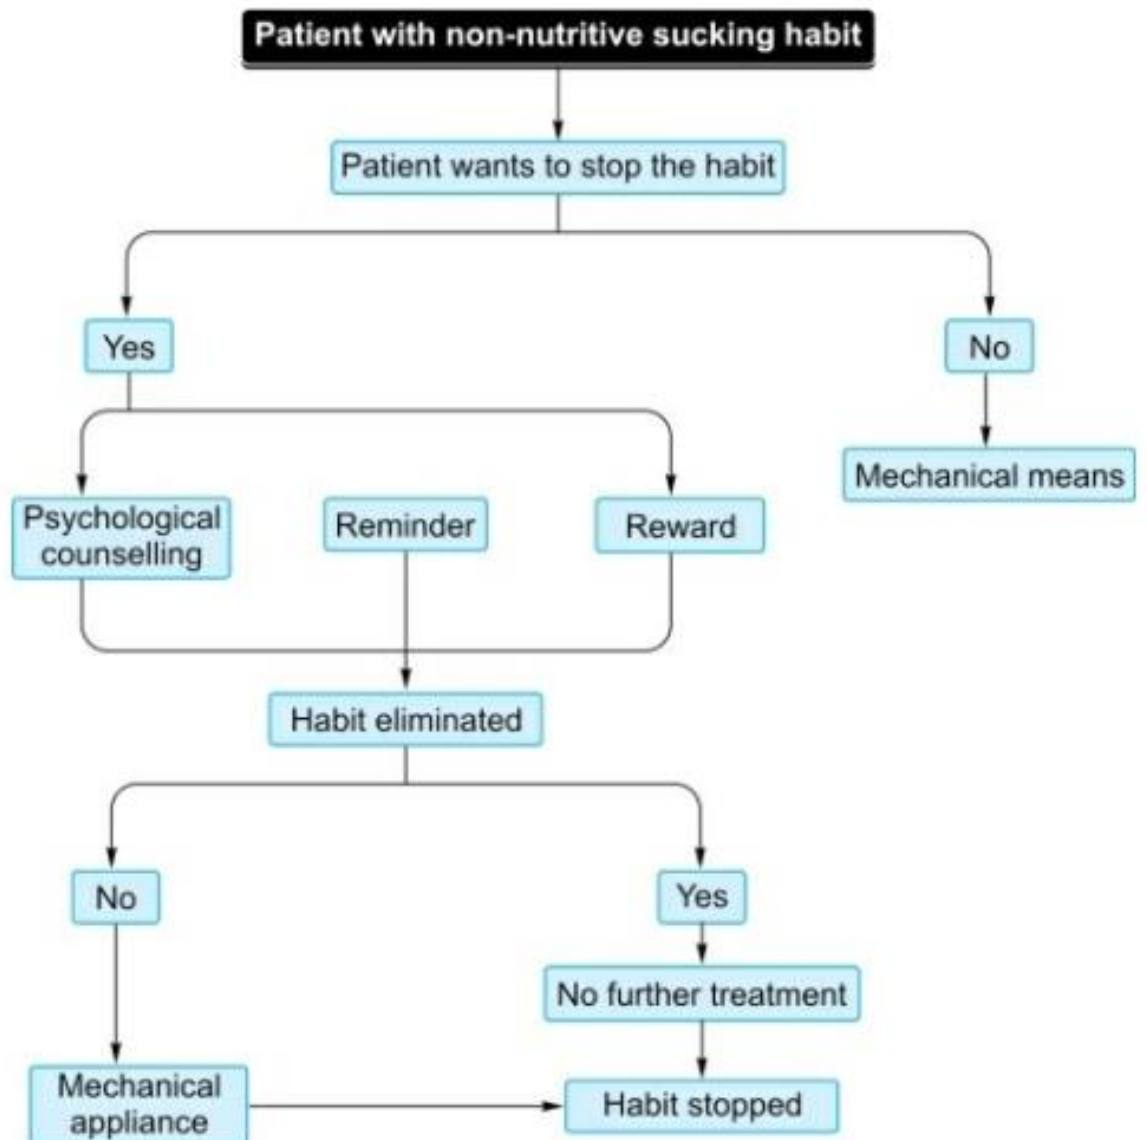 Patient with non-nutritive sucking habit
Patient wants to stop the habit
Yes
No
Mechanical means
Psychological
counselling
Reminder
Reward
Habit eliminated
No
Yes
No further treatment
Mechanical
appliance
Habit stopped